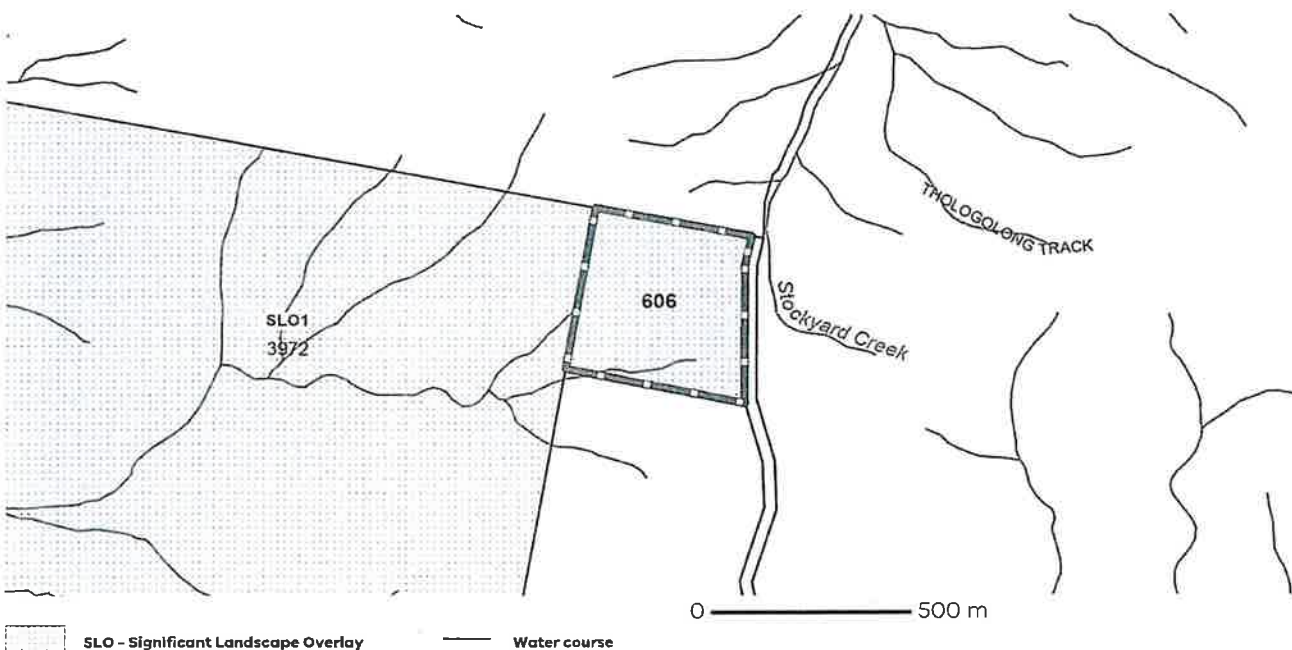 THOLOGOLONG TRACK
606
Stockyard Creek
SLO1
3972
0 500 m
SLO - Significant Landscape Overlay
Water course